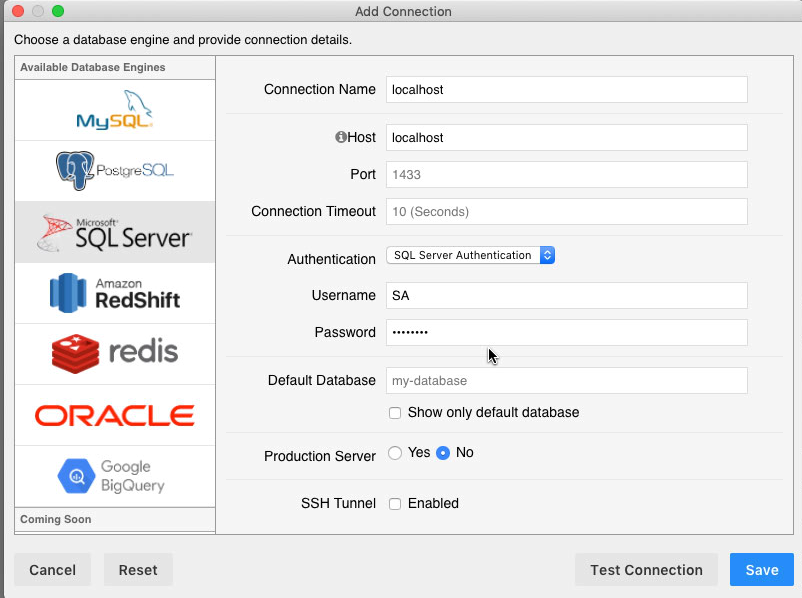 Add Connection
Choose a database engine and provide connection details.
Available Database Engines
MySQL
PostgreSQL
Microsoft
SQL Server
Amazon
RedShift
redis
ORACLE
Google
BigQuery
Coming Soon
Connection Name localhost
Host localhost
Port 1433
Connection Timeout 10 (Seconds)
Authentication SQL Server Authentication
Username SA
Password ••••••••
Default Database my-database
Show only default database
Production Server Yes No
SSH Tunnel Enabled
Cancel Reset Test Connection Save